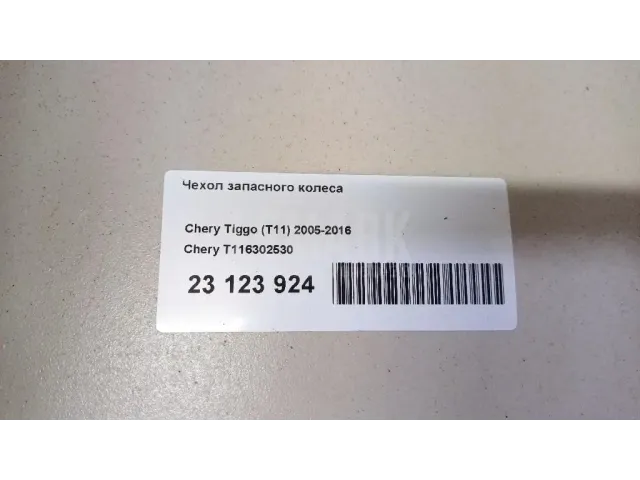 Чехол запасного колеса
Chery Tiggo (T11) 2005-2016
Chery T116302530
23 123 924